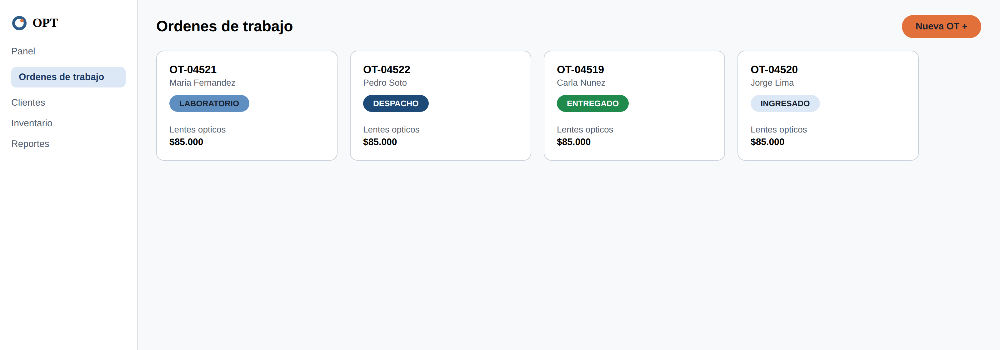 OPT
Panel
Ordenes de trabajo
Clientes
Inventario
Reportes
Ordenes de trabajo
Nueva OT +
OT-04521
Maria Fernandez
LABORATORIO
Lentes opticos
$85.000
OT-04522
Pedro Soto
DESPACHO
Lentes opticos
$85.000
OT-04519
Carla Nunez
ENTREGADO
Lentes opticos
$85.000
OT-04520
Jorge Lima
INGRESADO
Lentes opticos
$85.000